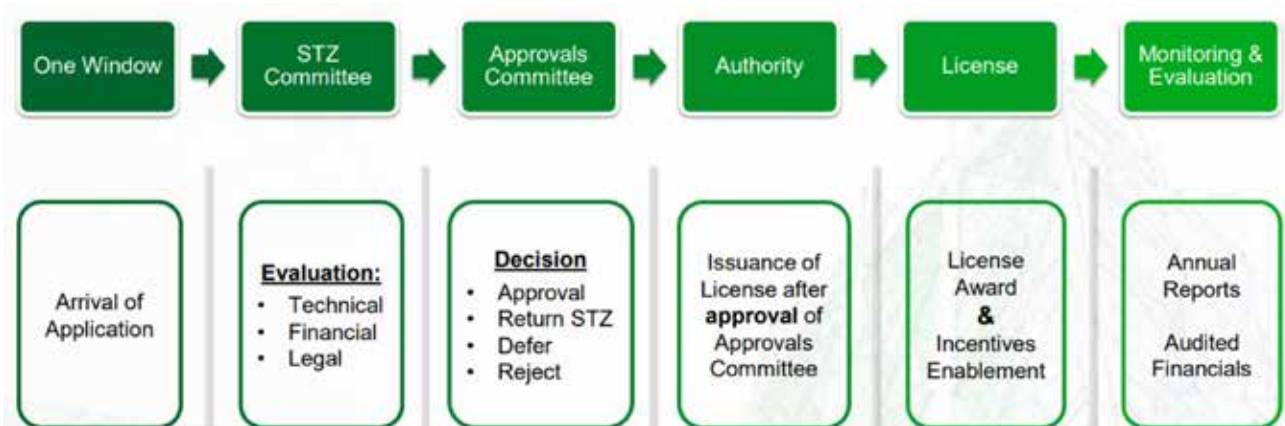 One Window
STZ
Committee
Approvals
Committee
Authority
License
Monitoring &
Evaluation
Arrival of
Application
Evaluation:
• Technical
• Financial
• Legal
Decision
• Approval
• Return STZ
• Defer
• Reject
Issuance of
License after
approval of
Approvals
Committee
License
Award
&
Incentives
Enablement
Annual
Reports
Audited
Financials